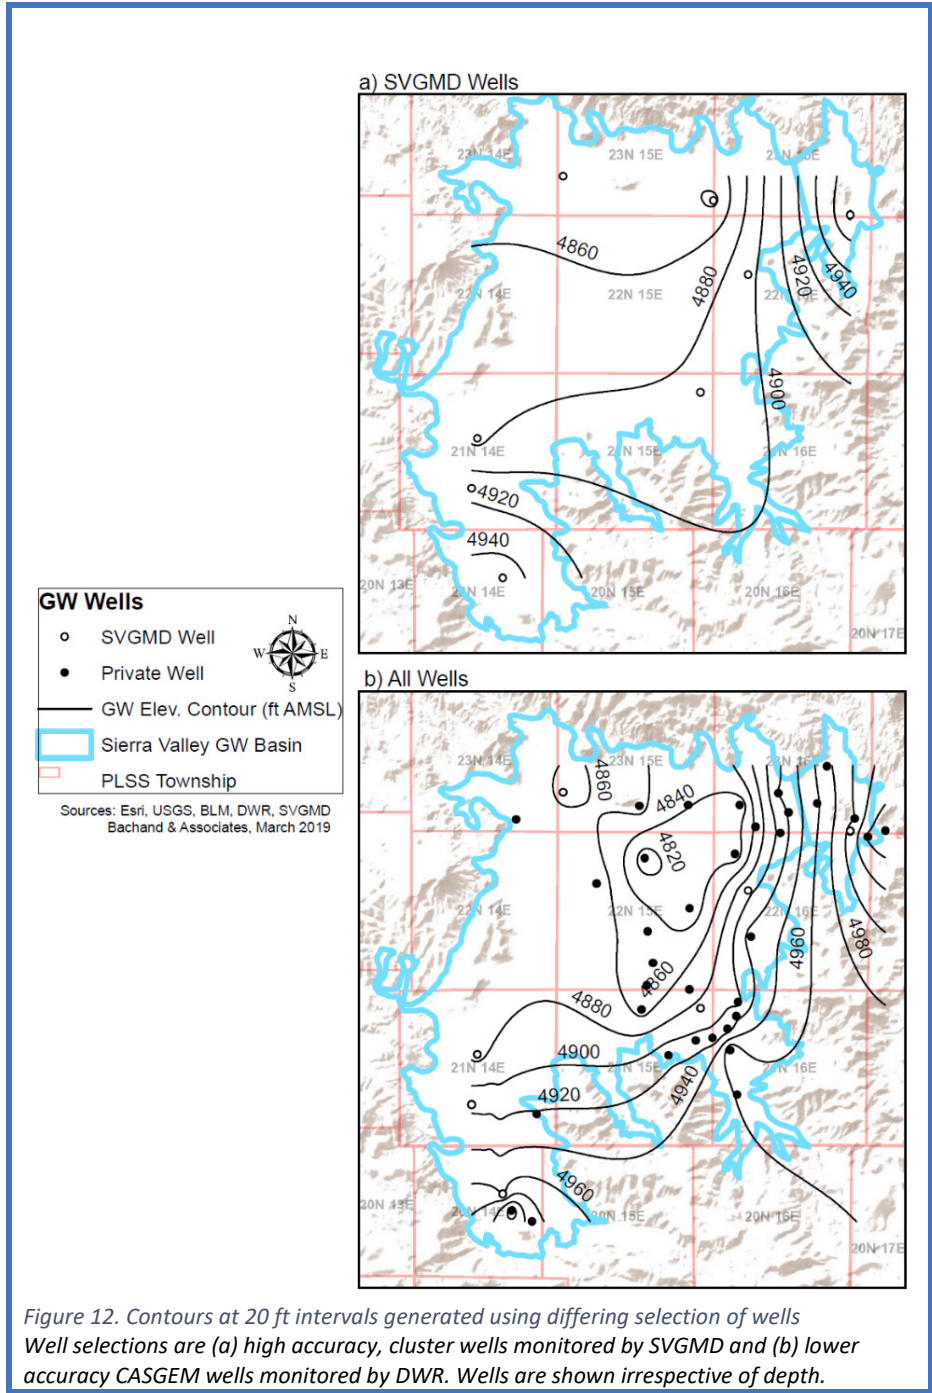 a) SVGMD Wells
23N 14E
23N 15E
4860
4880
4920
4940
22N 14E
22N 15E
4900
21N 14E
4920
4940
20N 13E
20N 15E
20N 16E
20N 17E
GW Wells
N
W
E
S
SVGMD Well
Private Well
GW Elev. Contour (ft AMSL)
Sierra Valley GW Basin
PLSS Township
Sources: Esri, USGS, BLM, DWR, SVGMD
Bachand & Associates, March 2019
b) All Wells
23N 14E
4860
23N 15E
4840
4820
22N 14E
22N 15E
22N 16E
4960
4980
4860
4880
4900
21N 14E
4920
4940
4960
20N 13E
20N 15E
20N 16E
20N 17E
Figure 12. Contours at 20 ft intervals generated using differing selection of wells
Well selections are (a) high accuracy, cluster wells monitored by SVGMD and (b) lower
accuracy CASGEM wells monitored by DWR. Wells are shown irrespective of depth.